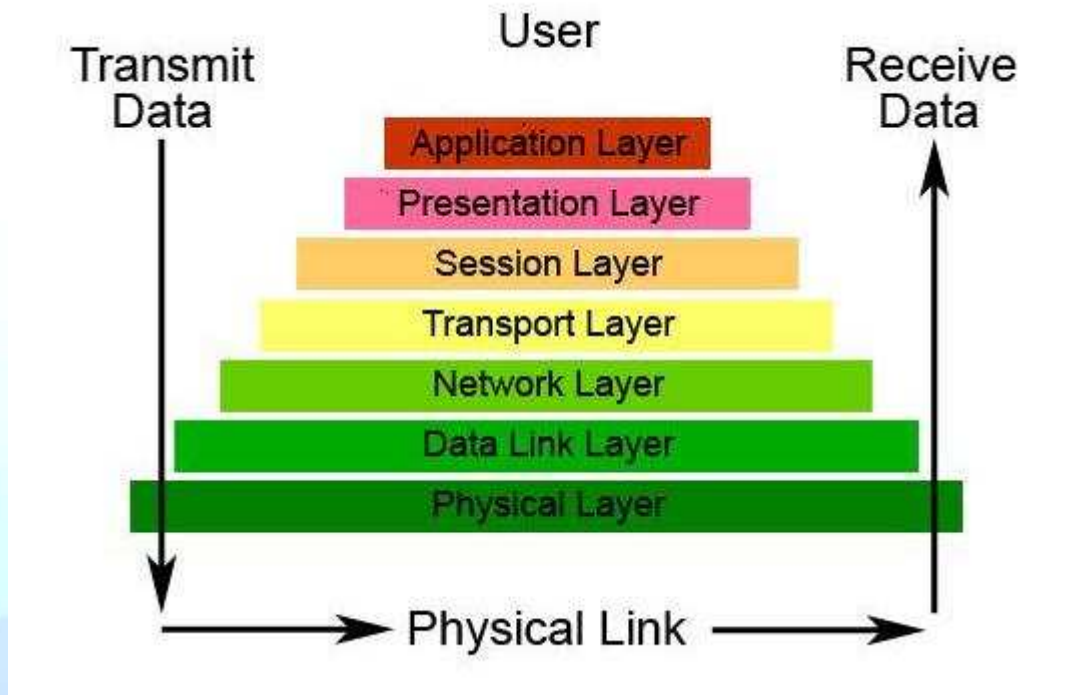 User
Transmit
Data
Receive
Data
Application Layer
Presentation Layer
Session Layer
Transport Layer
Network Layer
Data Link Layer
Physical Layer
Physical Link